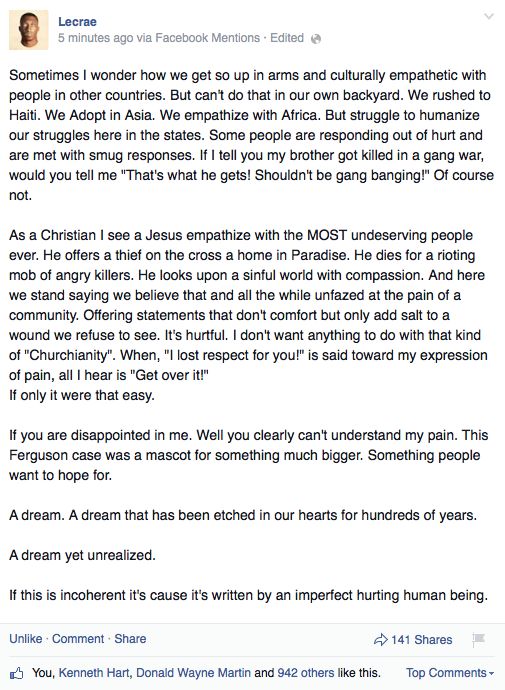 Lecrae
5 minutes ago via Facebook Mentions · Edited
Sometimes I wonder how we get so up in arms and culturally empathetic with
people in other countries. But can't do that in our own backyard. We rushed to
Haiti. We Adopt in Asia. We empathize with Africa. But struggle to humanize
our struggles here in the states. Some people are responding out of hurt and
are met with smug responses. If I tell you my brother got killed in a gang war,
would you tell me "That's what he gets! Shouldn't be gang banging!" Of course
not.
As a Christian I see a Jesus empathize with the MOST undeserving people
ever. He offers a thief on the cross a home in Paradise. He dies for a rioting
mob of angry killers. He looks upon a sinful world with compassion. And here
we stand saying we believe that and all the while unfazed at the pain of a
community. Offering statements that don't comfort but only add salt to a
wound we refuse to see. It's hurtful. I don't want anything to do with that kind
of "Churchianity". When, "I lost respect for you!" is said toward my expression
of pain, all I hear is "Get over it!"
If only it were that easy.
If you are disappointed in me. Well you clearly can't understand my pain. This
Ferguson case was a mascot for something much bigger. Something people
want to hope for.
A dream. A dream that has been etched in our hearts for hundreds of years.
A dream yet unrealized.
If this is incoherent it's cause it's written by an imperfect hurting human being.
Unlike · Comment · Share 141 Shares
You, Kenneth Hart, Donald Wayne Martin and 942 others like this. Top Comments